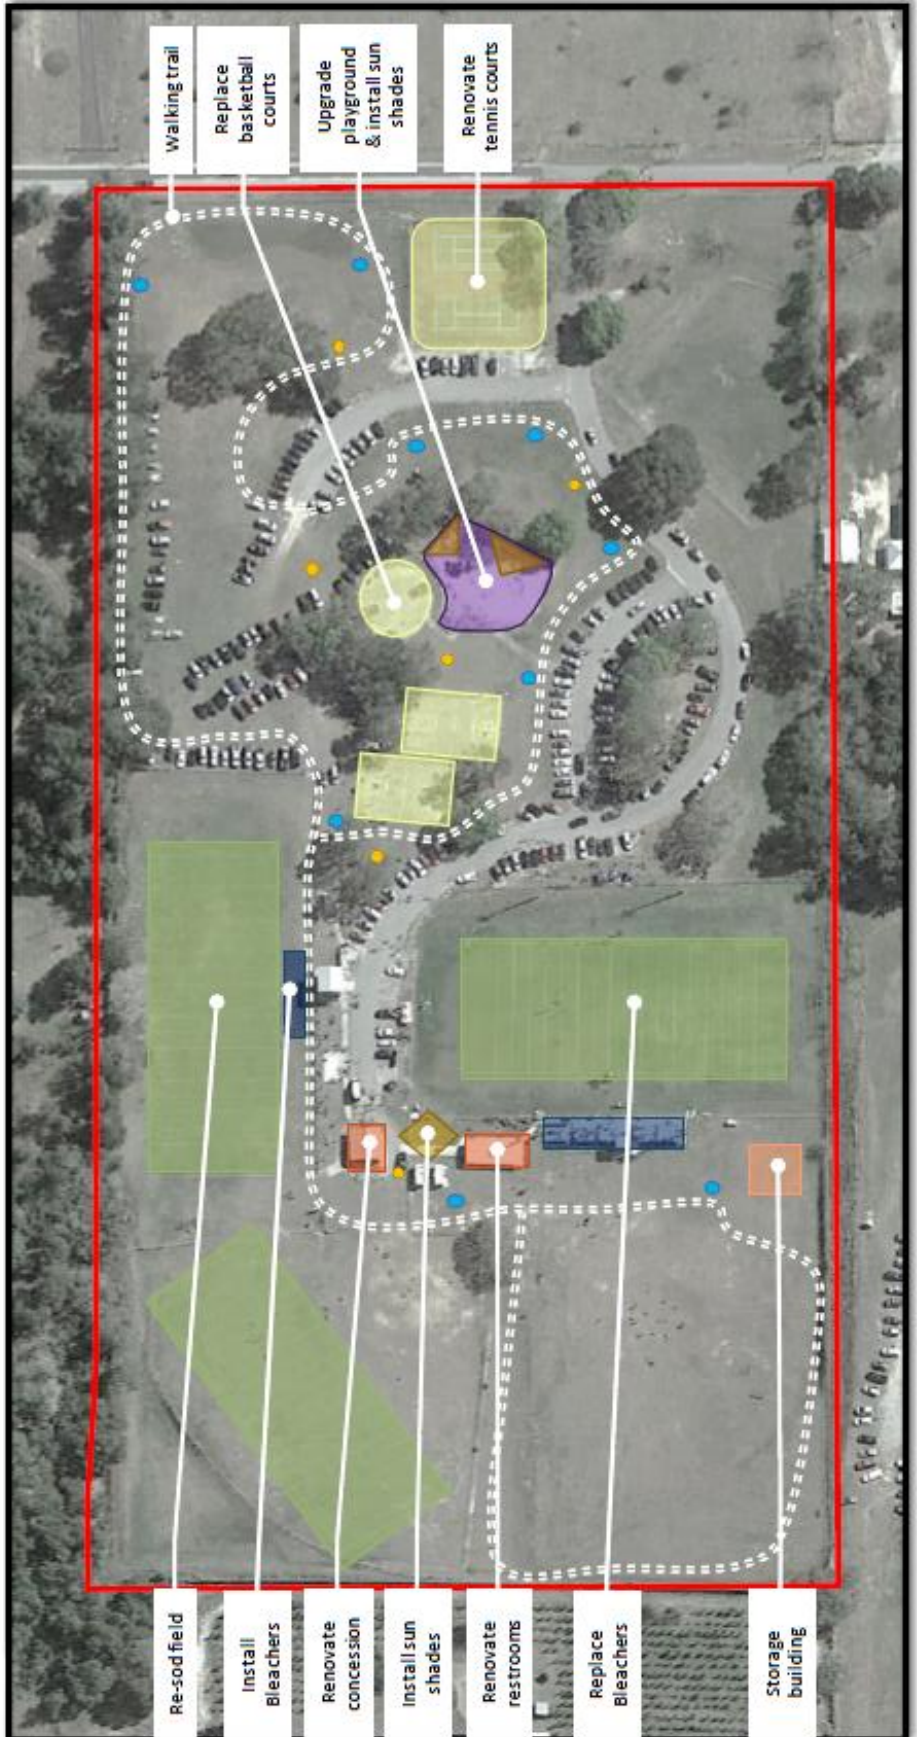 Walking trail
Replace
basketball
courts
Upgrade
playground
& install sun
shades
Renovate
tennis courts
Re-sod field
Install
Bleachers
Renovate
concession
Install sun
shades
Renovate
restrooms
Replace
Bleachers
Storage
building